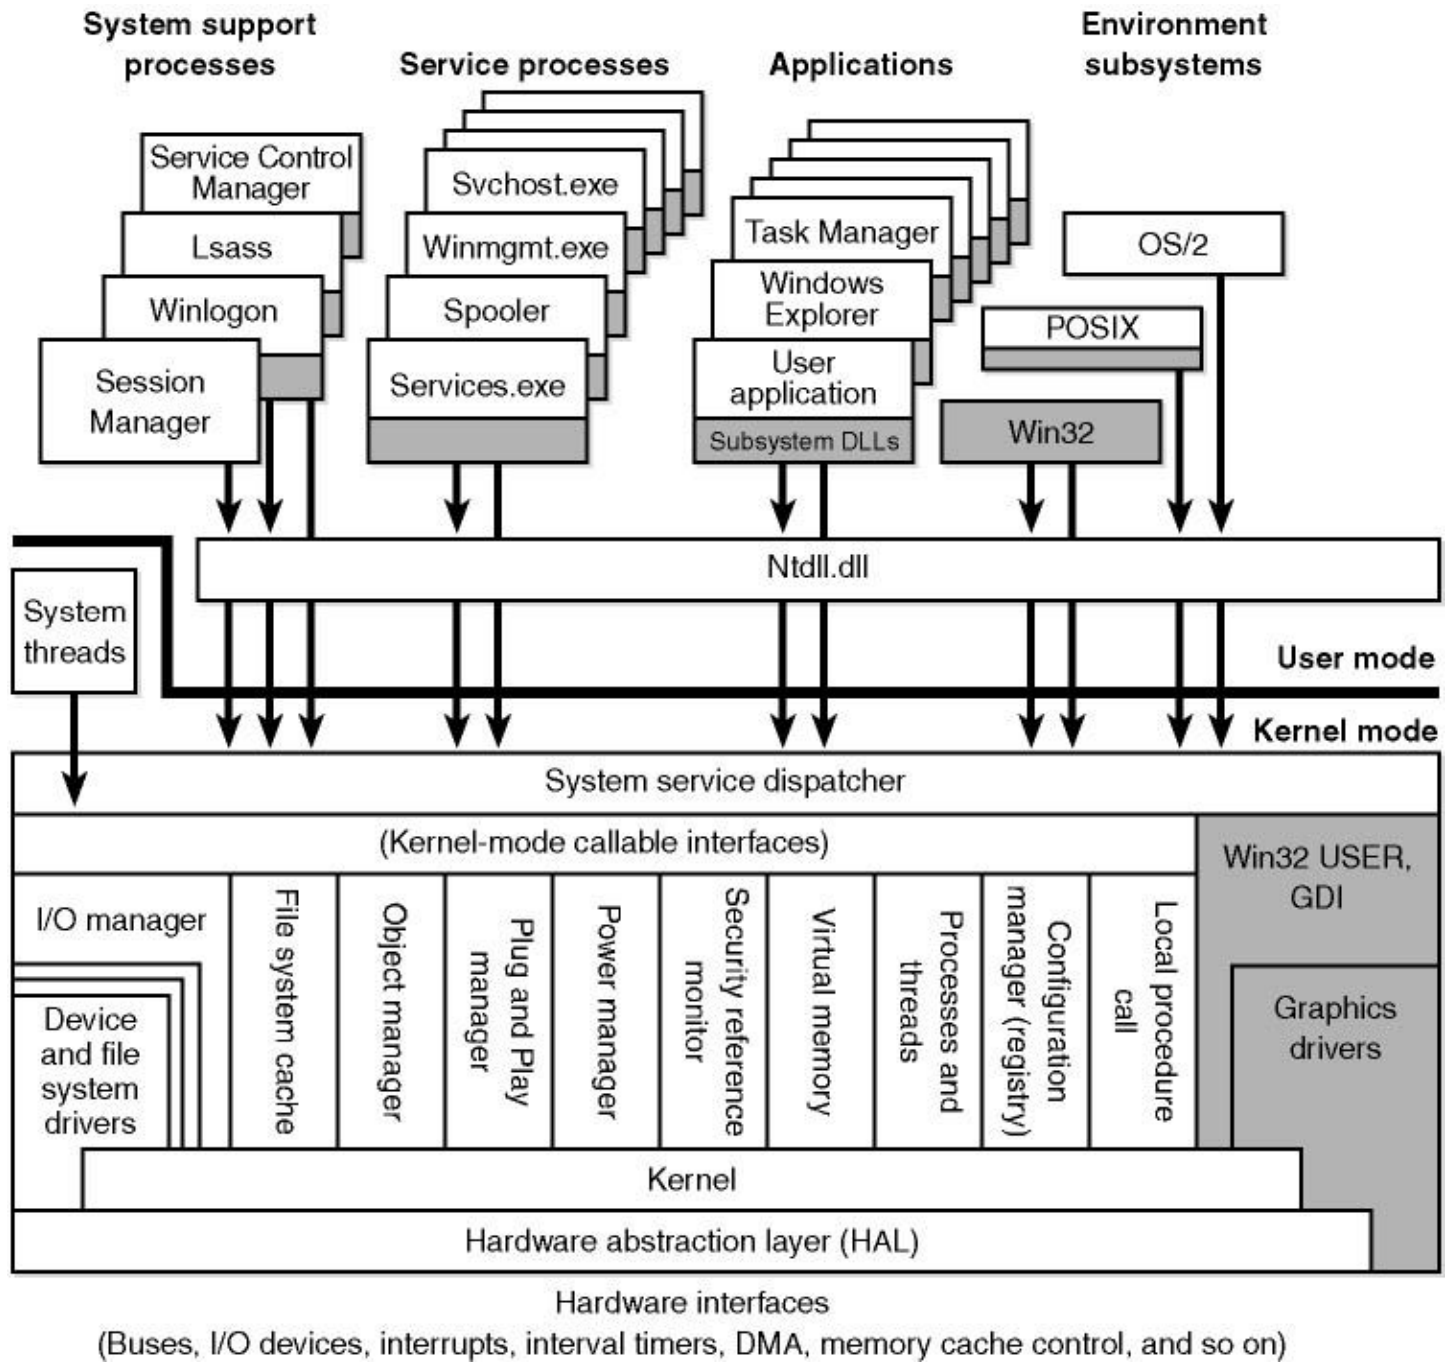 System support
processes
Service processes
Applications
Environment
subsystems
Service Control
Manager
Lsass
Winlogon
Session
Manager
Svchost.exe
Winmgmt.exe
Spooler
Services.exe
Task Manager
Windows
Explorer
User
application
Subsystem DLLs
OS/2
POSIX
Win32
Ntdll.dll
System
threads
User mode
Kernel mode
System service dispatcher
(Kernel-mode callable interfaces)
Win32 USER,
GDI
I/O manager
Device
and file
system
drivers
File system cache
Object manager
Plug and Play
manager
Power manager
Security reference
monitor
Virtual memory
Processes and
threads
Configuration
manager (registry)
Local procedure
call
Graphics
drivers
Kernel
Hardware abstraction layer (HAL)
Hardware interfaces
(Buses, I/O devices, interrupts, interval timers, DMA, memory cache control, and so on)